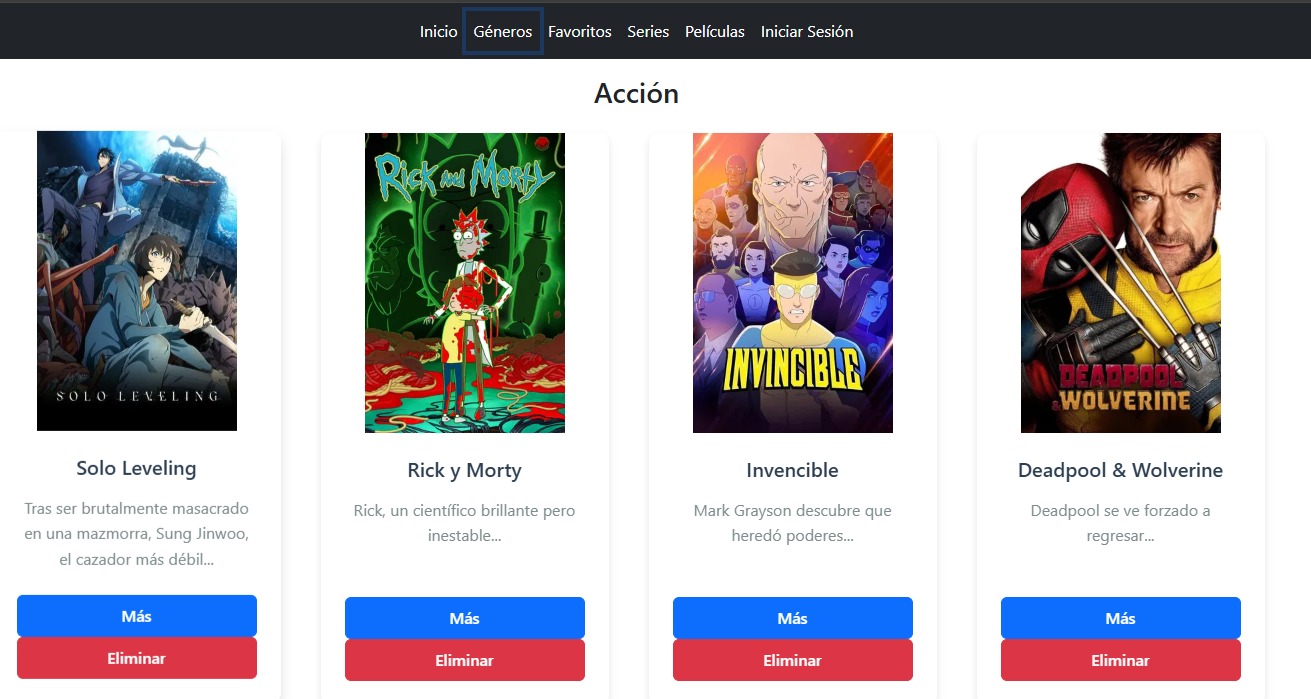 Inicio Géneros Favoritos Series Películas Iniciar Sesión
Acción
SOLO LEVELING
Rick and Morty
INVINCIBLE
DEADPOOL
& WOLVERINE
Solo Leveling
Tras ser brutalmente masacrado
en una mazmorra, Sung Jinwoo,
el cazador más débil...
Más
Eliminar
Rick y Morty
Rick, un científico brillante pero
inestable...
Más
Eliminar
Invencible
Mark Grayson descubre que
heredó poderes...
Más
Eliminar
Deadpool & Wolverine
Deadpool se ve forzado a
regresar...
Más
Eliminar